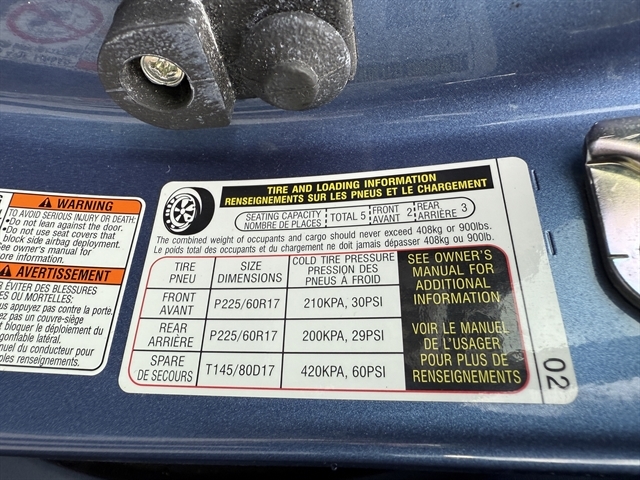 WARNING
TO AVOID SERIOUS INJURY OR DEATH:
•Do not lean against the door.
•Do not use seat covers that
block side airbag deployment.
See owner's manual for
more information.
AVERTISSEMENT
ÉVITER DES BLESSURES
OU MORTELLES:
vous appuyez pas contre la porte.
pas un couvre-siège
bloquer le déploiement du
gonflable latéral.
manuel du conducteur pour
ples renseignements.
TIRE AND LOADING INFORMATION
RENSEIGNEMENTS SUR LES PNEUS ET LE CHARGEMENT
SEATING CAPACITY
NOMBRE DE PLACES
TOTAL 5
FRONT
AVANT 2
REAR
ARRIÈRE 3
The combined weight of occupants and cargo should never exceed 408kg or 900lbs.
Le poids total des occupants et du chargement ne doit jamais dépasser 408kg ou 900lb.
TIRE
PNEU
SIZE
DIMENSIONS
COLD TIRE PRESSURE
PRESSION DES
PNEUS A FROID
FRONT
AVANT
P225/60R17
210KPA, 30PSI
REAR
ARRIÈRE
P225/60R17
200KPA, 29PSI
SPARE
DE SECOURS
T145/80D17
420KPA, 60PSI
SEE OWNER'S
MANUAL FOR
ADDITIONAL
INFORMATION
VOIR LE MANUEL
DE L'USAGER
POUR PLUS DE
RENSEIGNEMENTS
02